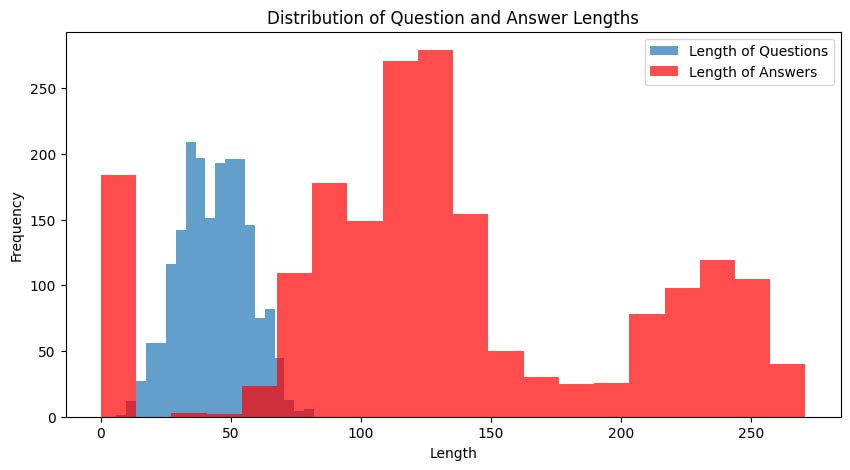 Distribution of Question and Answer Lengths
Length of Questions
Length of Answers
Frequency
250
200
150
100
50
0
0 50 100 150 200 250
Length